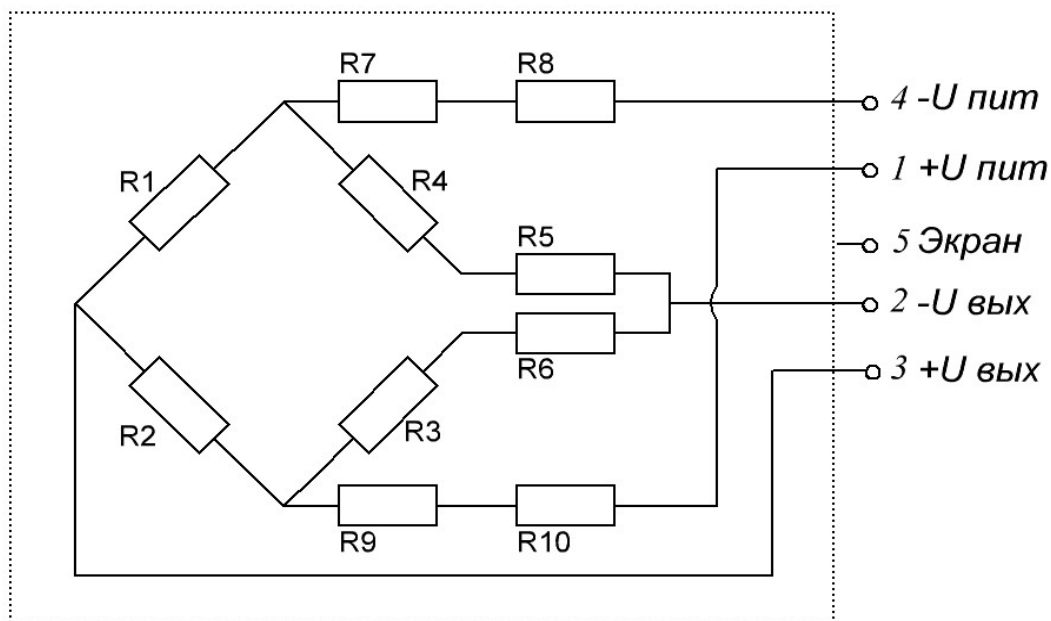 R7
R8
4 -U пит
R1
R4
1 +U пит
R5
5 Экран
2 -U вых
R6
3 +U вых
R2
R3
R9
R10